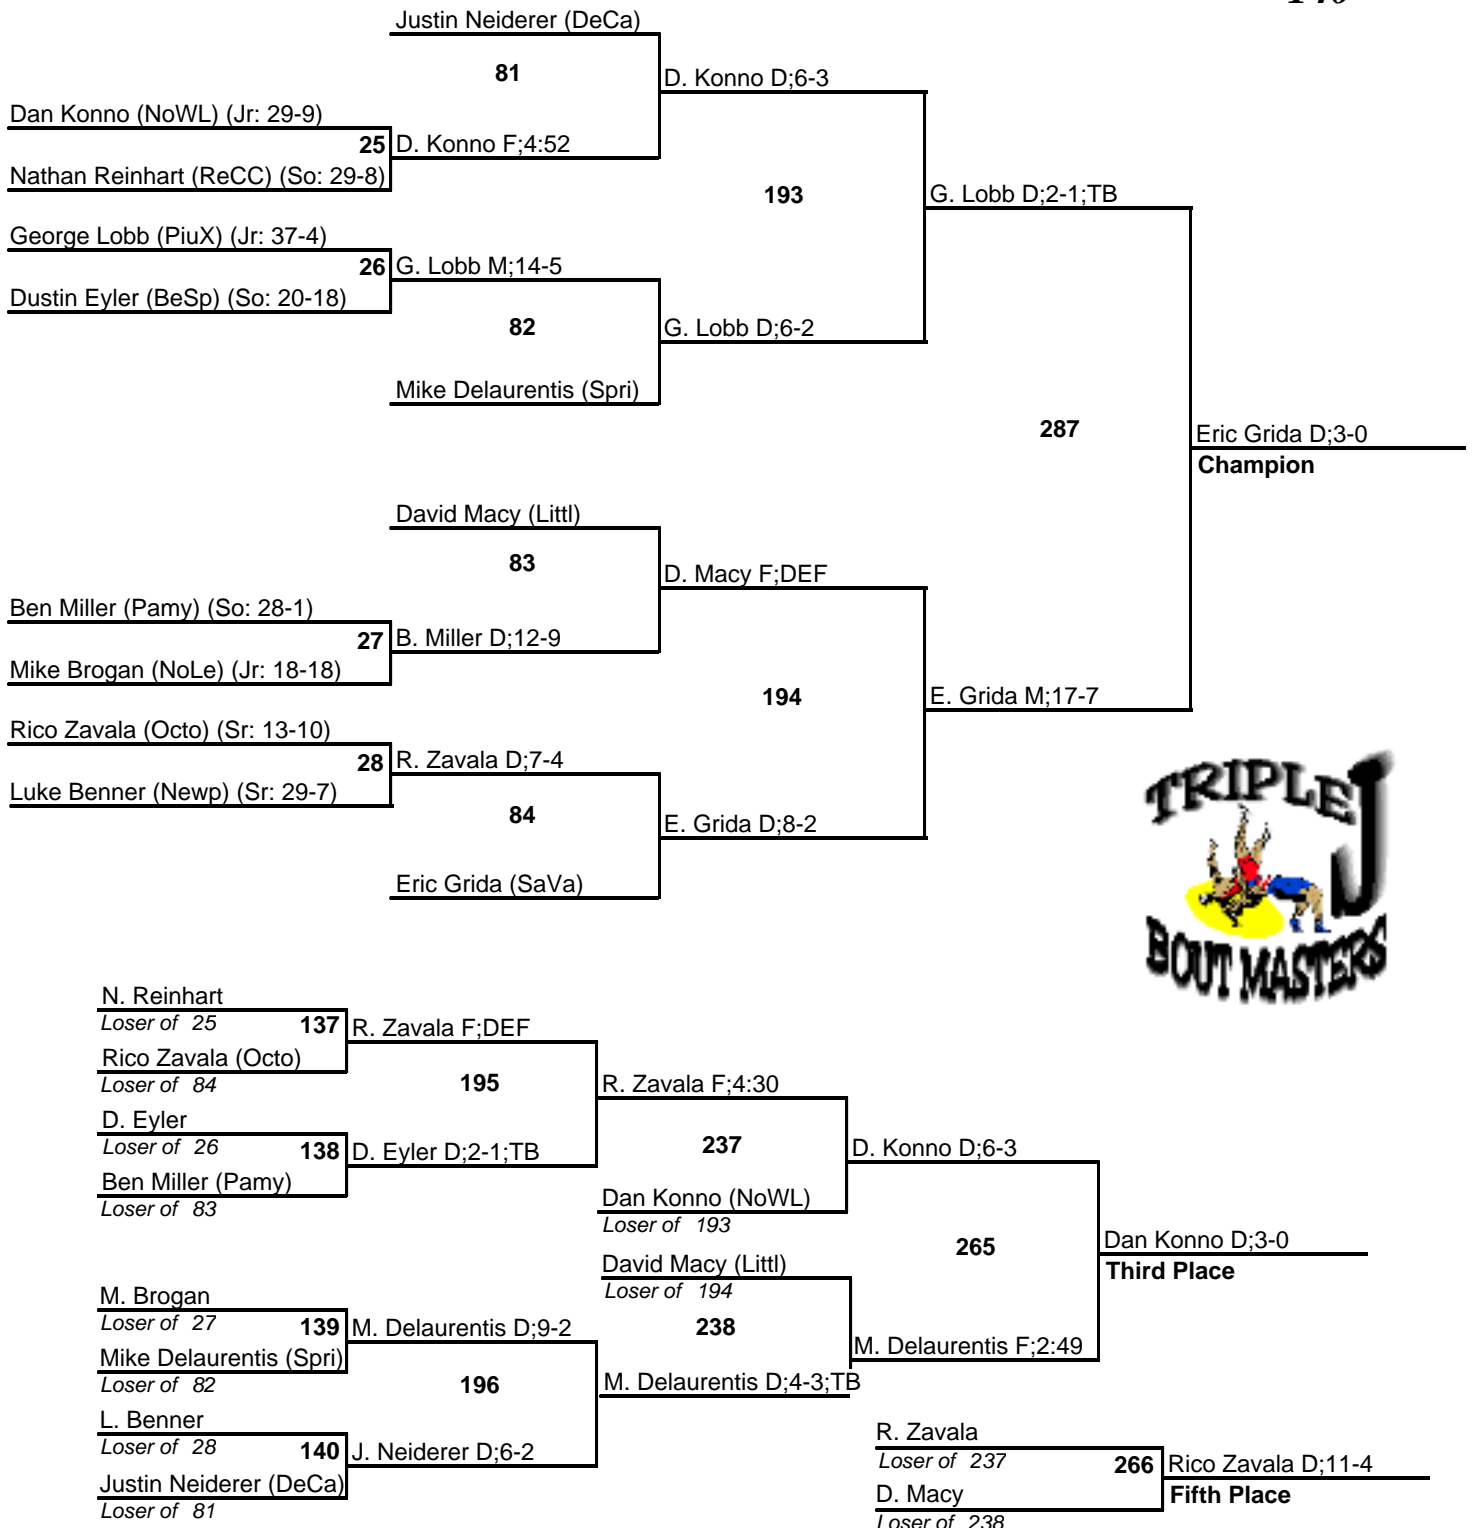 Justin Neiderer (DeCa)
81
D. Konno D;6-3
Dan Konno (NoWL) (Jr: 29-9)
25 D. Konno F;4:52
Nathan Reinhart (ReCC) (So: 29-8)
193
G. Lobb D;2-1;TB
George Lobb (PiuX) (Jr: 37-4)
26 G. Lobb M;14-5
Dustin Eyler (BeSp) (So: 20-18)
82
G. Lobb D;6-2
Mike Delaurentis (Spri)
287
Eric Grida D;3-0
Champion
David Macy (Littl)
83
D. Macy F;DEF
Ben Miller (Pamy) (So: 28-1)
27 B. Miller D;12-9
Mike Brogan (NoLe) (Jr: 18-18)
194
E. Grida M;17-7
Rico Zavala (Octo) (Sr: 13-10)
28 R. Zavala D;7-4
Luke Benner (Newp) (Sr: 29-7)
84
E. Grida D;8-2
Eric Grida (SaVa)
TRIPLE J
BOUT MASTERS
N. Reinhart
Loser of 25
137 R. Zavala F;DEF
Rico Zavala (Octo)
Loser of 84
195
R. Zavala F;4:30
D. Eyler
Loser of 26
138 D. Eyler D;2-1;TB
Ben Miller (Pamy)
Loser of 83
237
D. Konno D;6-3
Dan Konno (NoWL)
Loser of 193
265
Dan Konno D;3-0
Third Place
David Macy (Littl)
Loser of 194
238
M. Delaurentis F;2:49
M. Brogan
Loser of 27
139 M. Delaurentis D;9-2
Mike Delaurentis (Spri)
Loser of 82
196
M. Delaurentis D;4-3;TB
L. Benner
Loser of 28
140 J. Neiderer D;6-2
Justin Neiderer (DeCa)
Loser of 81
R. Zavala
Loser of 237
266 Rico Zavala D;11-4
Fifth Place
D. Macy
Loser of 238